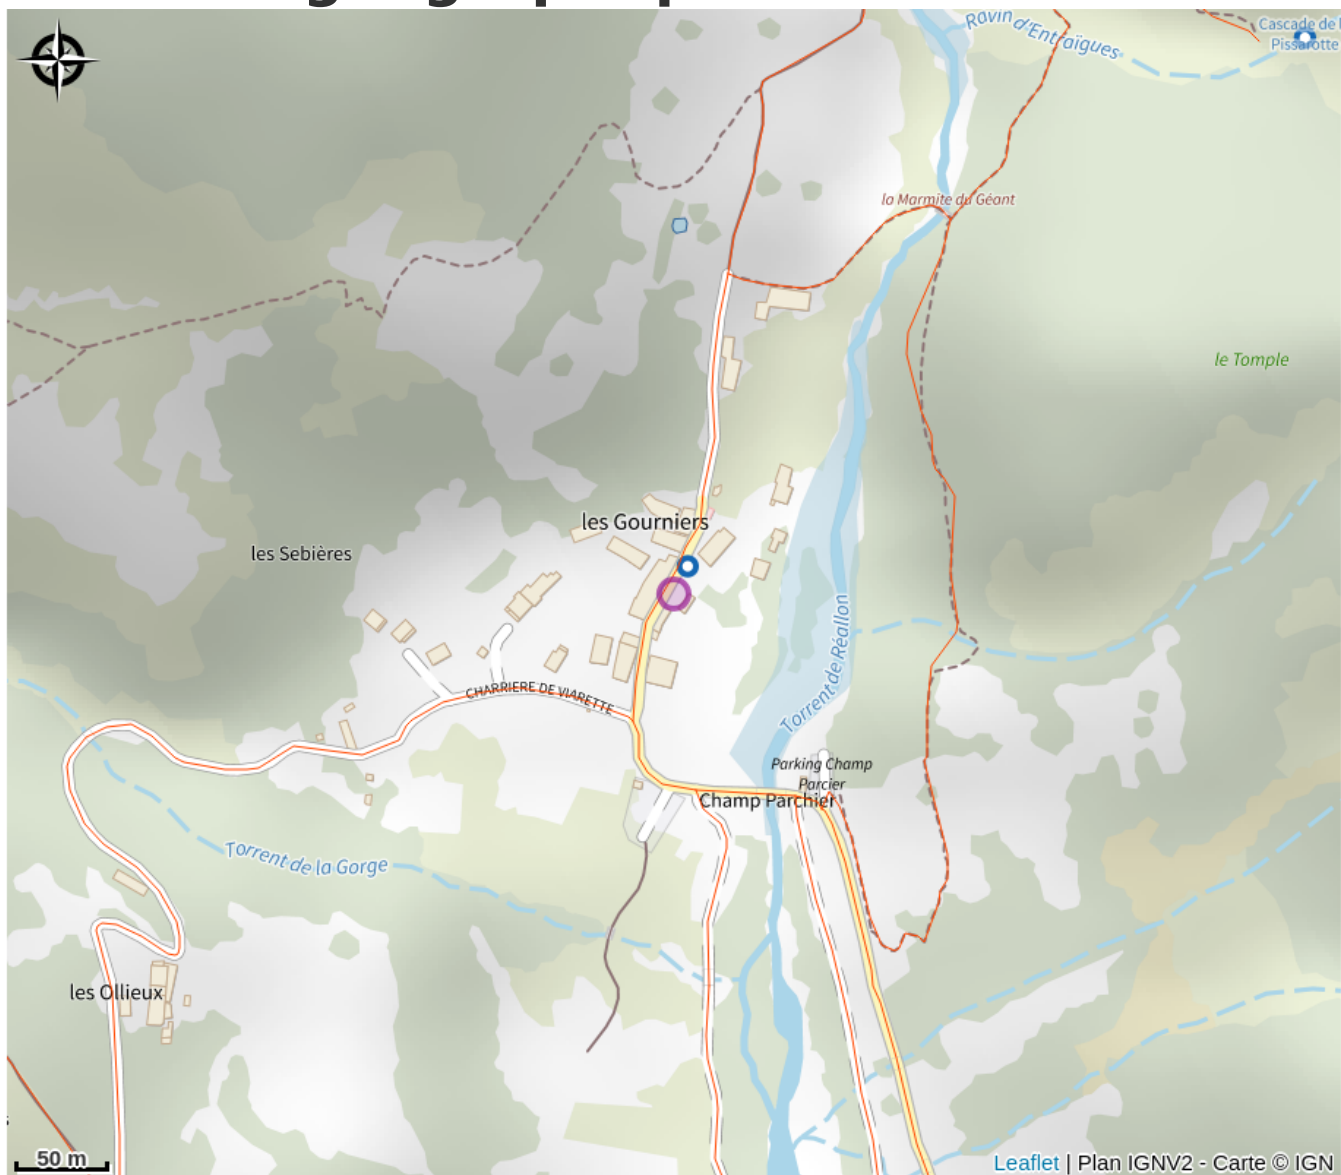 Ravin d'Entraigues
Cascade de l
Pissarotte
la Marmite du Géant
le Tomple
les Gourniers
les Sebières
Torrent de Réallon
CHARRIERE DE VIARETTE
Parking Champ
Parcier
Champ Parchier
Torrent de la Gorge
les Ollieux
50 m
Leaflet | Plan IGNV2 - Carte © IGN